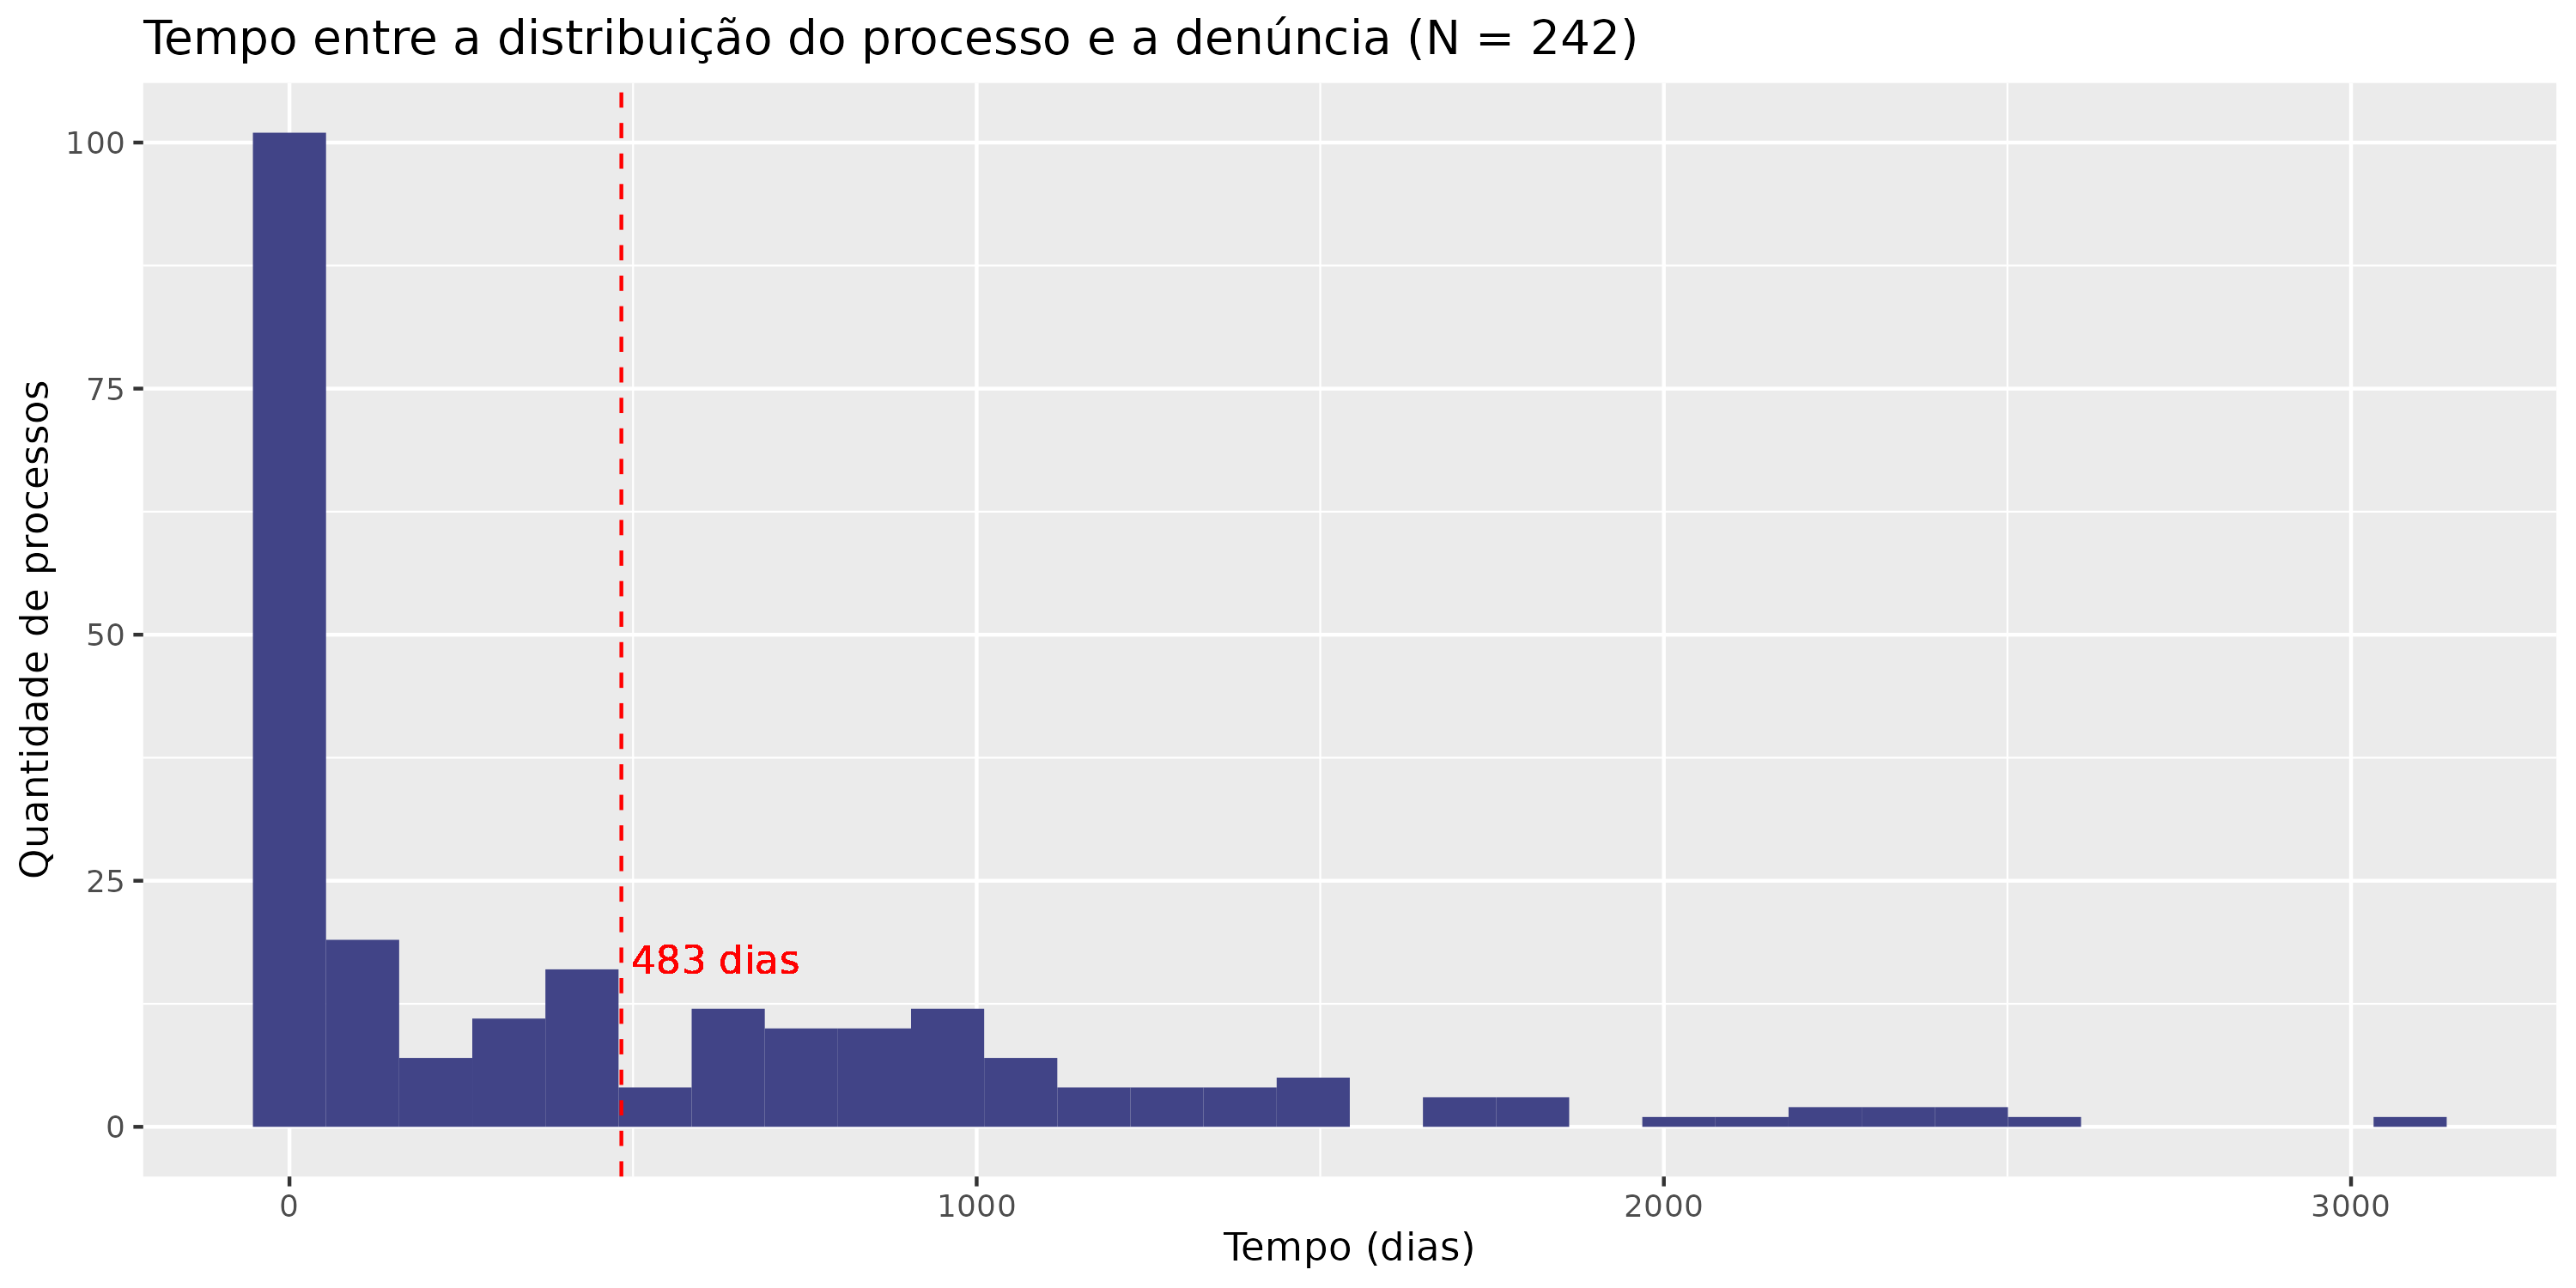 Tempo entre a distribuição do processo e a denúncia (N = 242)
Quantidade de processos
100
75
50
25
0
483 dias
0 1000 2000 3000
Tempo (dias)